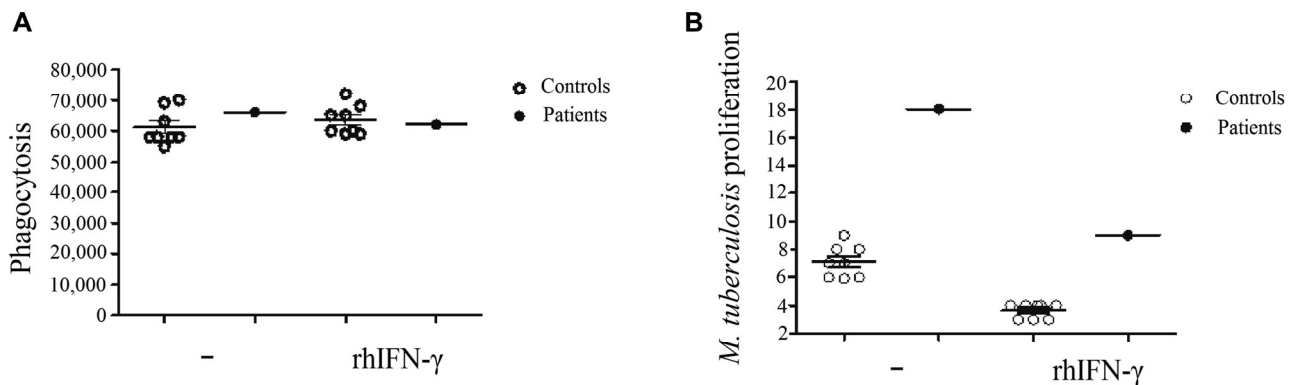 A
Phagocytosis
80,000
70,000
60,000
50,000
40,000
30,000
20,000
10,000
0
–
rhIFN-γ
Controls
Patients
B
M. tuberculosis proliferation
20
18
16
14
12
10
8
6
4
2
–
rhIFN-γ
Controls
Patients